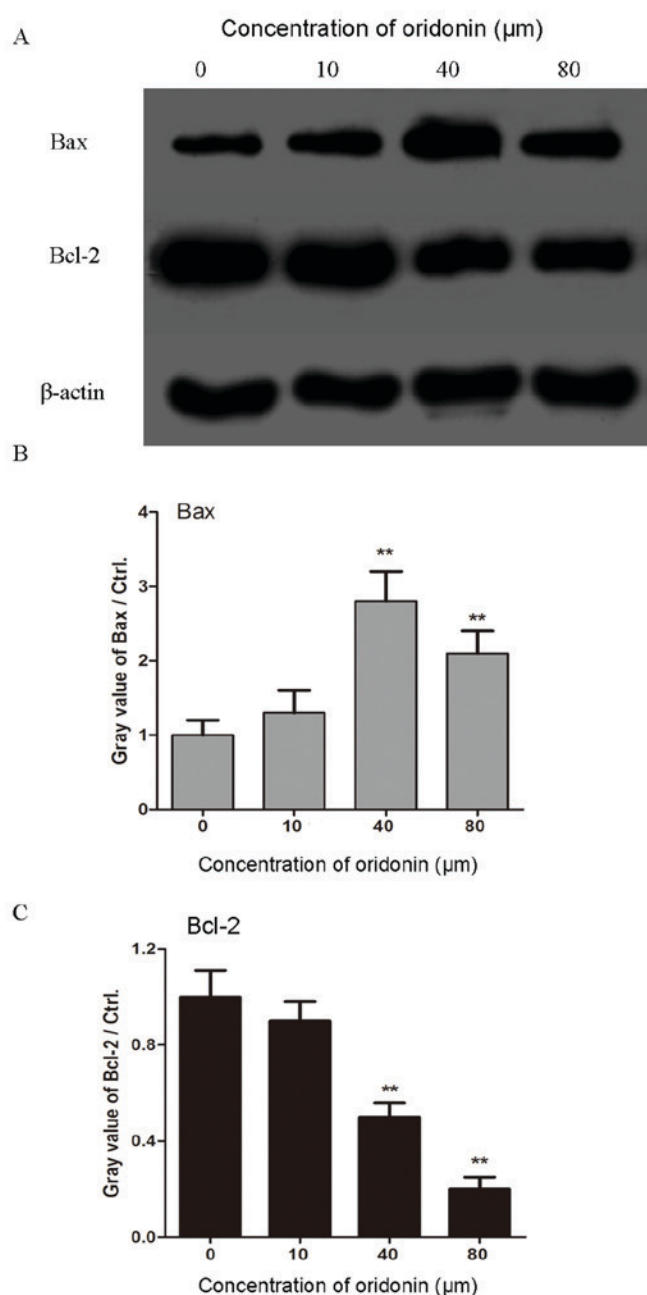 A
Concentration of oridonin (μm)
0 10 40 80
Bax
Bcl-2
β-actin
B
Bax
Gray value of Bax / Ctrl.
4
3
2
1
0
**
**
0 10 40 80
Concentration of oridonin (μm)
C
Bcl-2
Gray value of Bcl-2 / Ctrl.
1.2
0.8
0.4
0.0
**
**
0 10 40 80
Concentration of oridonin (μm)